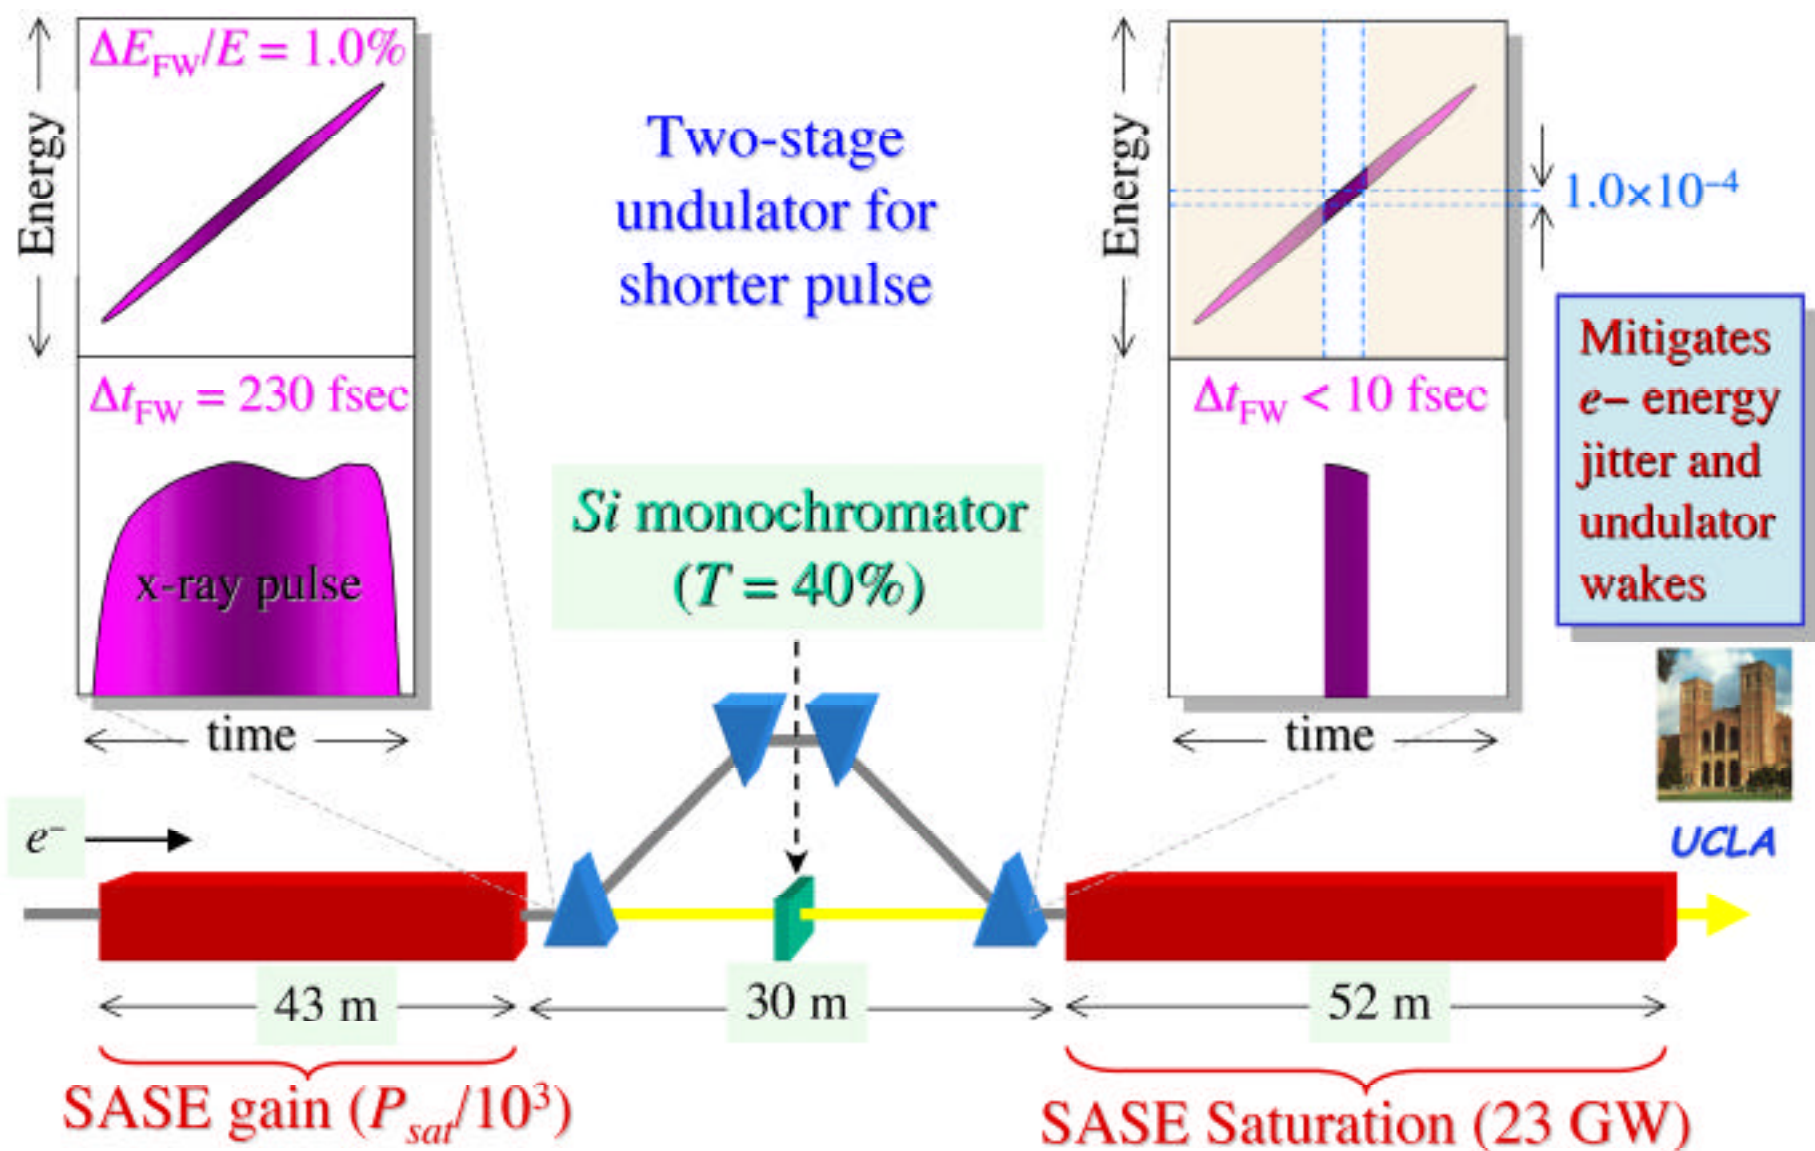 ΔE_FW/E = 1.0%
Energy
Δt_FW = 230 fsec
x-ray pulse
time
Two-stage
undulator for
shorter pulse
Si monochromator
(T = 40%)
Energy
1.0×10⁻⁴
Δt_FW < 10 fsec
time
Mitigates
e– energy
jitter and
undulator
wakes
UCLA
e⁻
43 m
30 m
52 m
SASE gain (P_sat/10³)
SASE Saturation (23 GW)